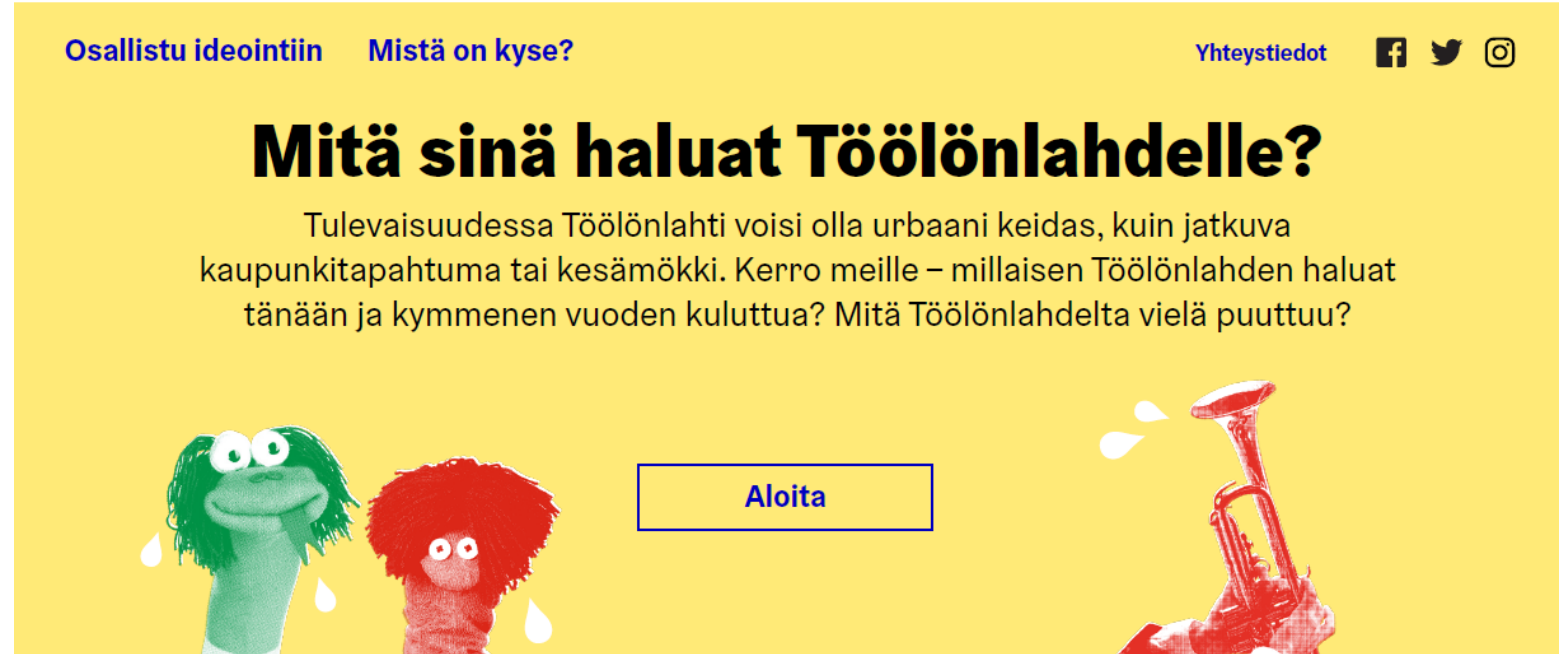 Osallistu ideointiin Mistä on kyse? Yhteystiedot
Mitä sinä haluat Töölönlahdelle?
Tulevaisuudessa Töölönlahti voisi olla urbaani keidas, kuin jatkuva
kaupunkitapahtuma tai kesämökki. Kerro meille – millaisen Töölönlahden haluat
tänään ja kymmenen vuoden kuluttua? Mitä Töölönlahdelta vielä puuttuu?
Aloita